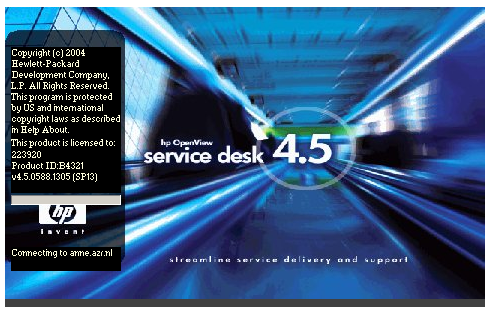 Copyright (c) 2004
Hewlett-Packard
Development Company,
L.P. All Rights Reserved.
This program is protected
by US and international
copyright laws as described
in Help About.
This product is licensed to:
223920
Product ID:B4321
v4.5.0588.1305 (SP13)
hp
invent
Connecting to anne.azr.nl
hp OpenView
service desk 4.5
streamline service delivery and support